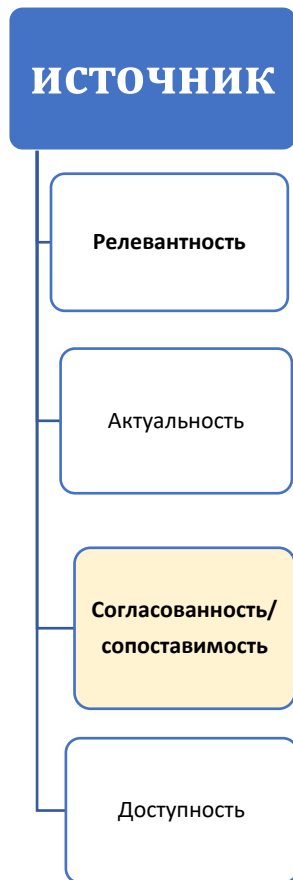 источник
Релевантность
Актуальность
Согласованность/
сопоставимость
Доступность